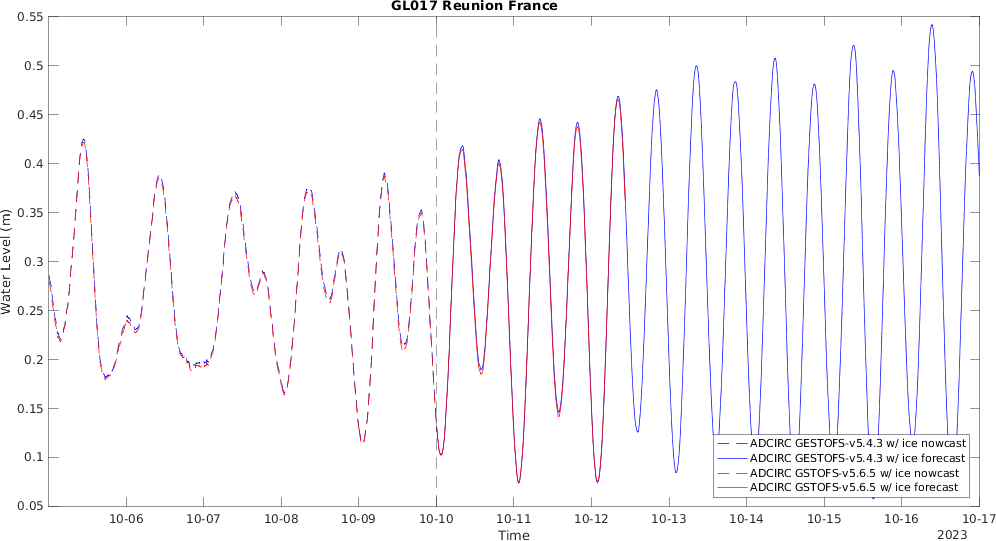 GL017 Reunion France
0.55
0.5
0.45
0.4
0.35
0.3
0.25
0.2
0.15
0.1
0.05
Water Level (m)
ADCIRC GESTOFS-v5.4.3 w/ ice nowcast
ADCIRC GESTOFS-v5.4.3 w/ ice forecast
ADCIRC GSTOFS-v5.6.5 w/ ice nowcast
ADCIRC GSTOFS-v5.6.5 w/ ice forecast
10-06 10-07 10-08 10-09 10-10 10-11 10-12 10-13 10-14 10-15 10-16 10-17
Time
2023